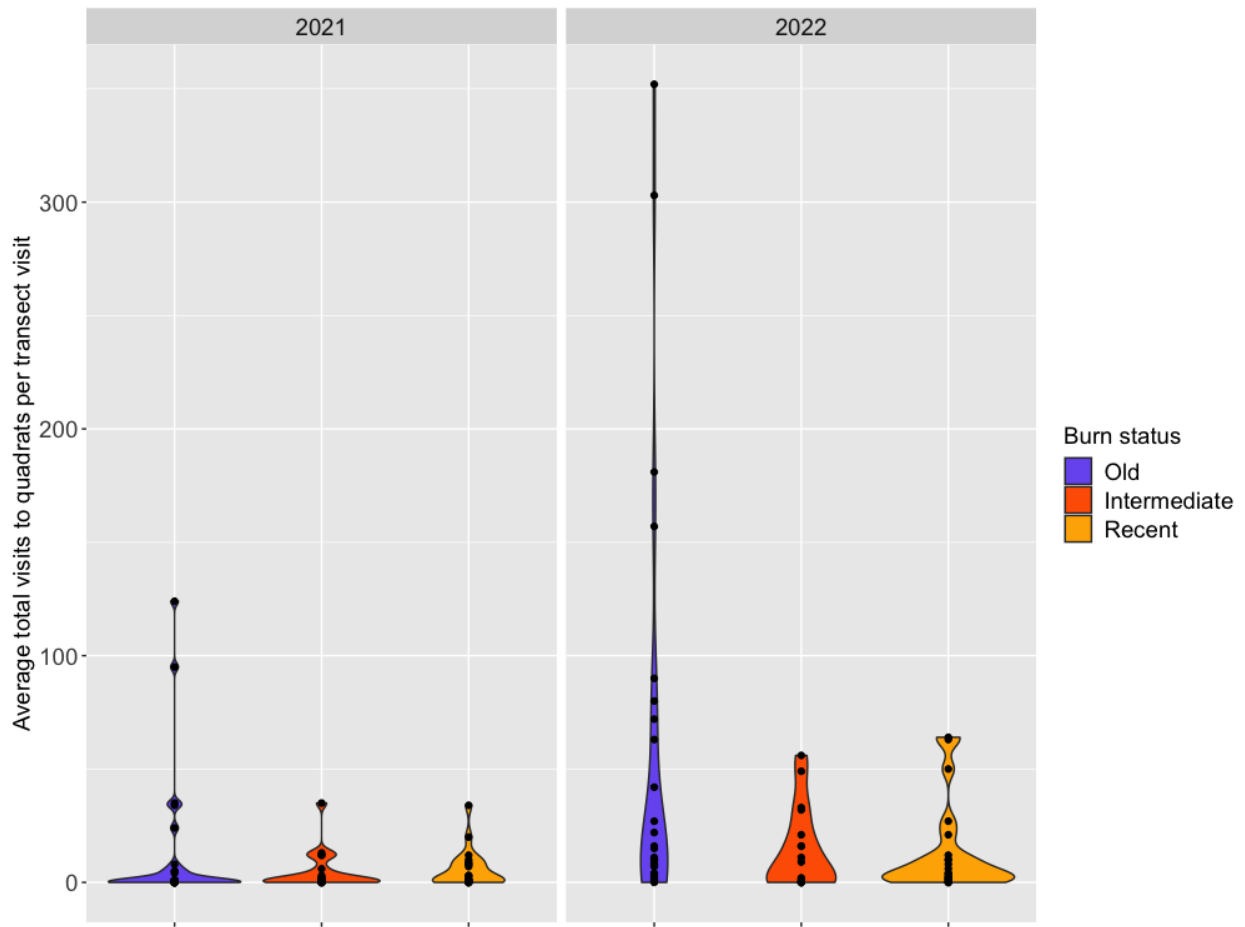 2021
2022
Average total visits to quadrats per transect visit
300
200
100
0
Burn status
Old
Intermediate
Recent